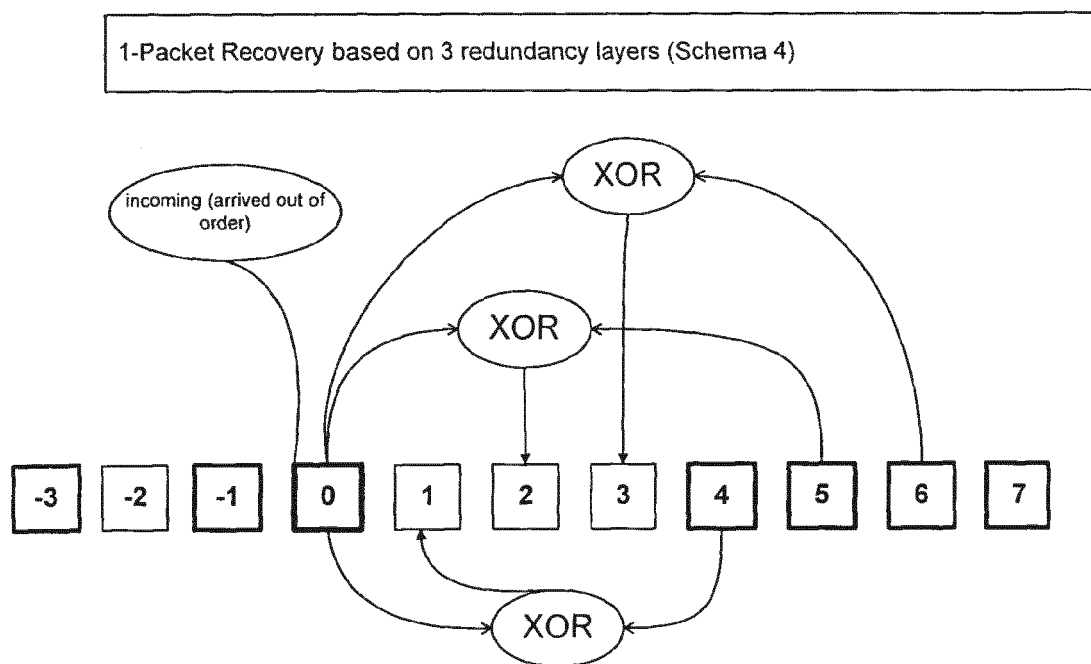 1-Packet Recovery based on 3 redundancy layers (Schema 4)
XOR
incoming (arrived out of
order)
XOR
-3 -2 -1 0 1 2 3 4 5 6 7
XOR